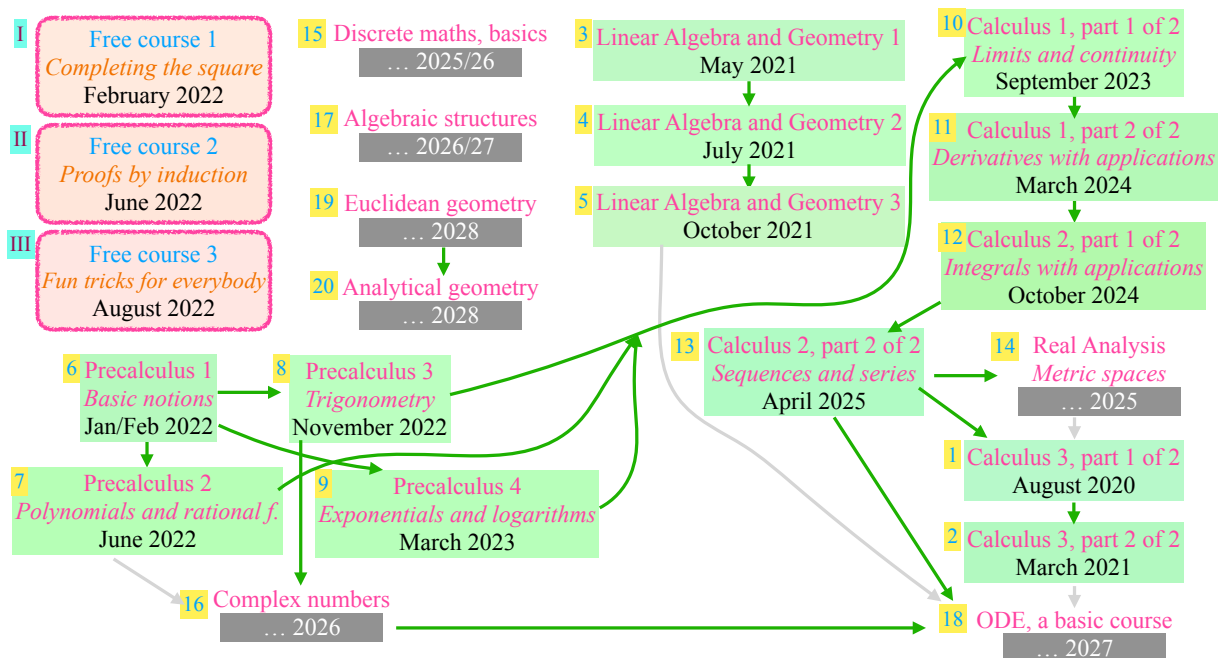 I
Free course 1
Completing the square
February 2022
II
Free course 2
Proofs by induction
June 2022
III
Free course 3
Fun tricks for everybody
August 2022
15 Discrete maths, basics
… 2025/26
17 Algebraic structures
… 2026/27
19 Euclidean geometry
… 2028
20 Analytical geometry
… 2028
3 Linear Algebra and Geometry 1
May 2021
4 Linear Algebra and Geometry 2
July 2021
5 Linear Algebra and Geometry 3
October 2021
10 Calculus 1, part 1 of 2
Limits and continuity
September 2023
11 Calculus 1, part 2 of 2
Derivatives with applications
March 2024
12 Calculus 2, part 1 of 2
Integrals with applications
October 2024
13 Calculus 2, part 2 of 2
Sequences and series
April 2025
14 Real Analysis
Metric spaces
… 2025
6 Precalculus 1
Basic notions
Jan/Feb 2022
8 Precalculus 3
Trigonometry
November 2022
7 Precalculus 2
Polynomials and rational f.
June 2022
9 Precalculus 4
Exponentials and logarithms
March 2023
1 Calculus 3, part 1 of 2
August 2020
2 Calculus 3, part 2 of 2
March 2021
16 Complex numbers
… 2026
18 ODE, a basic course
… 2027